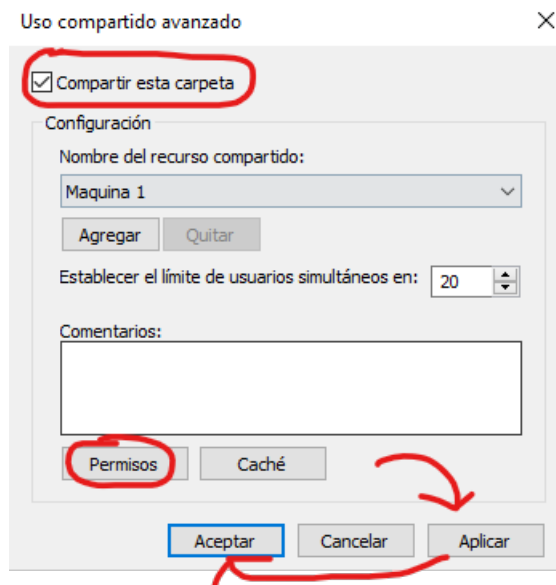 Uso compartido avanzado
Compartir esta carpeta
Configuración
Nombre del recurso compartido:
Maquina 1
Agregar Quitar
Establecer el límite de usuarios simultáneos en: 20
Comentarios:
Permisos Caché
Aceptar Cancelar Aplicar